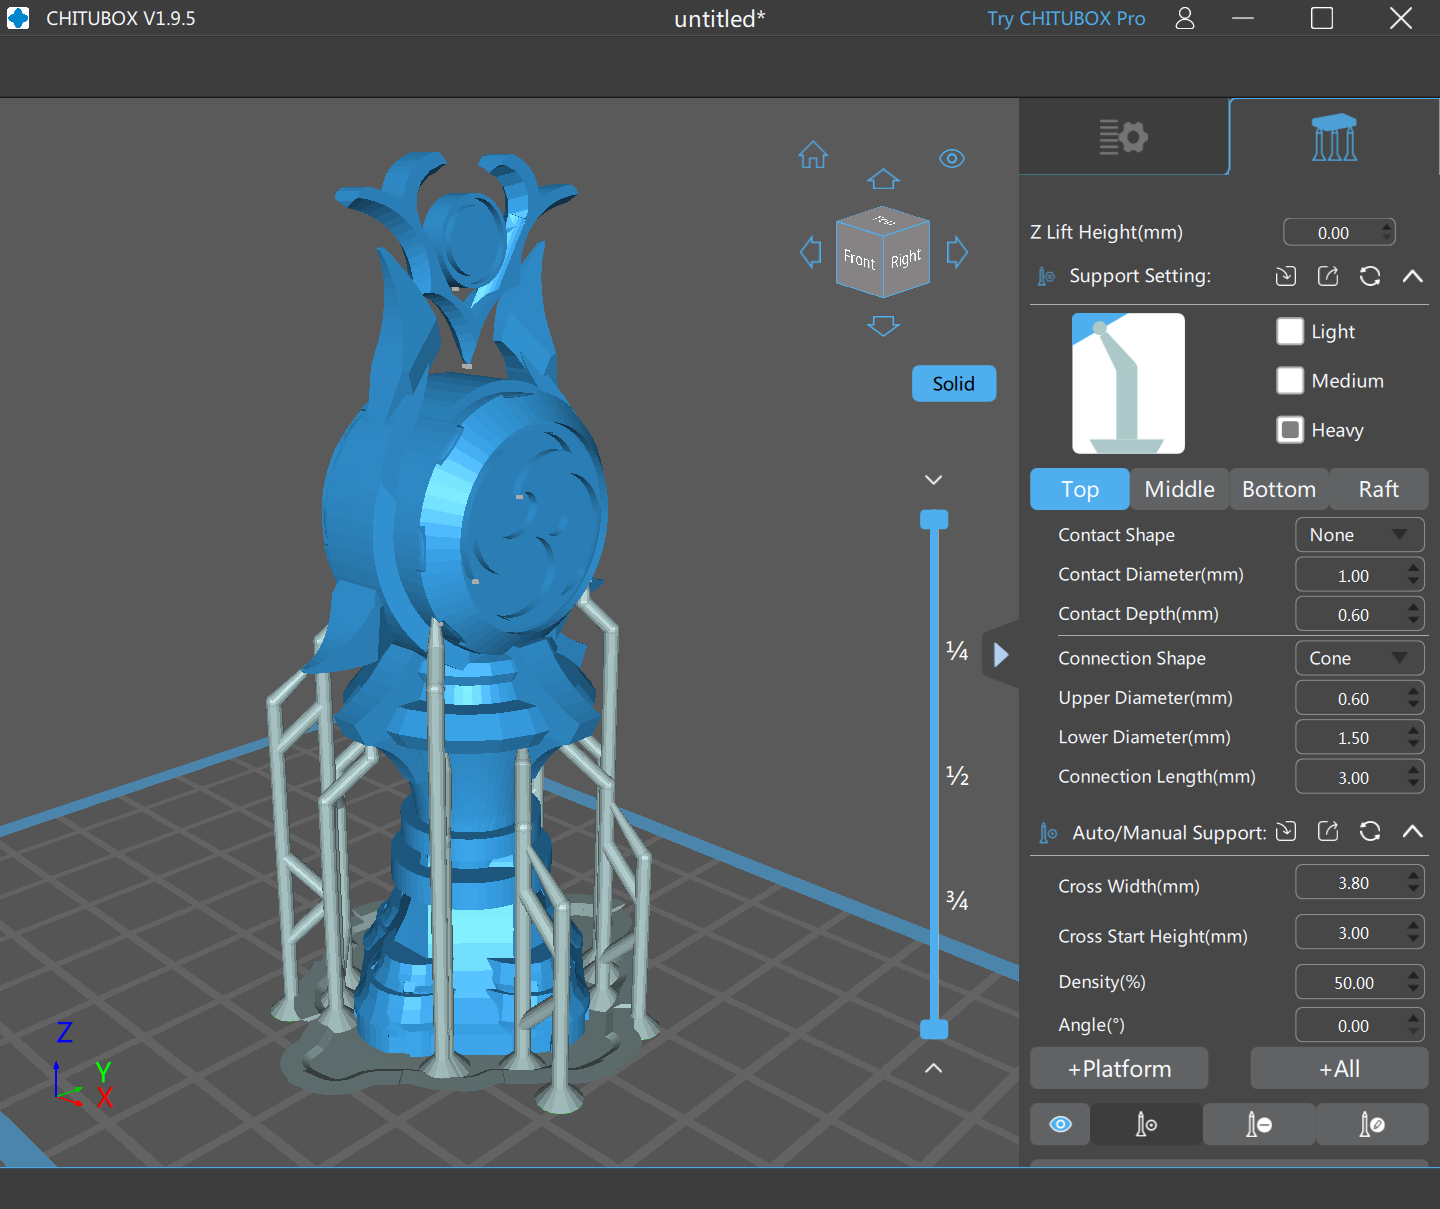 CHITUBOX V1.9.5
untitled*
Try CHITUBOX Pro
Top
Front
Right
Solid
¼
½
¾
Z
Y
X
Z Lift Height(mm) 0.00
Support Setting:
Light
Medium
Heavy
Top Middle Bottom Raft
Contact Shape None
Contact Diameter(mm) 1.00
Contact Depth(mm) 0.60
Connection Shape Cone
Upper Diameter(mm) 0.60
Lower Diameter(mm) 1.50
Connection Length(mm) 3.00
Auto/Manual Support:
Cross Width(mm) 3.80
Cross Start Height(mm) 3.00
Density(%) 50.00
Angle(°) 0.00
+Platform +All